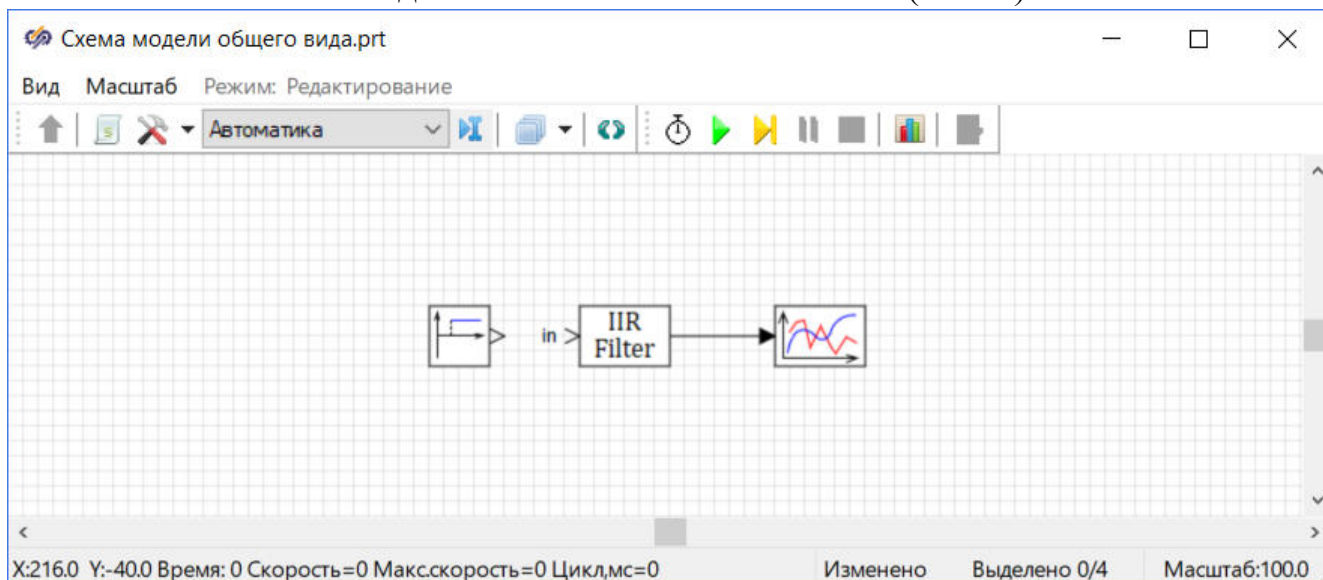 Схема модели общего вида.prt
Вид Масштаб Режим: Редактирование
Автоматика
in
IIR
Filter
X:216.0 Y:-40.0 Время: 0 Скорость=0 Макс.скорость=0 Цикл,мс=0 Изменено Выделено 0/4 Масштаб:100.0